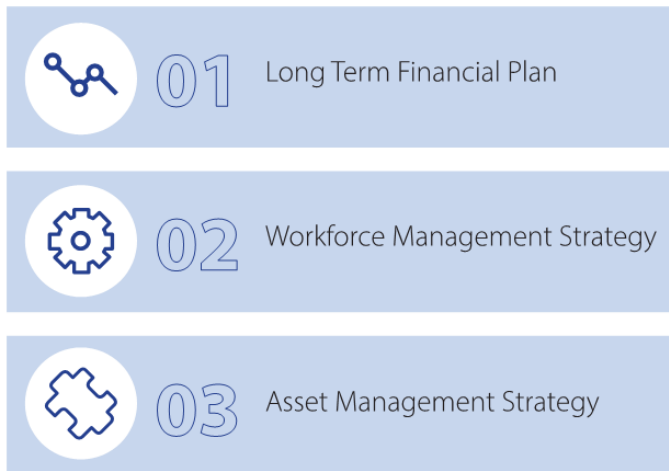 01 Long Term Financial Plan
02 Workforce Management Strategy
03 Asset Management Strategy